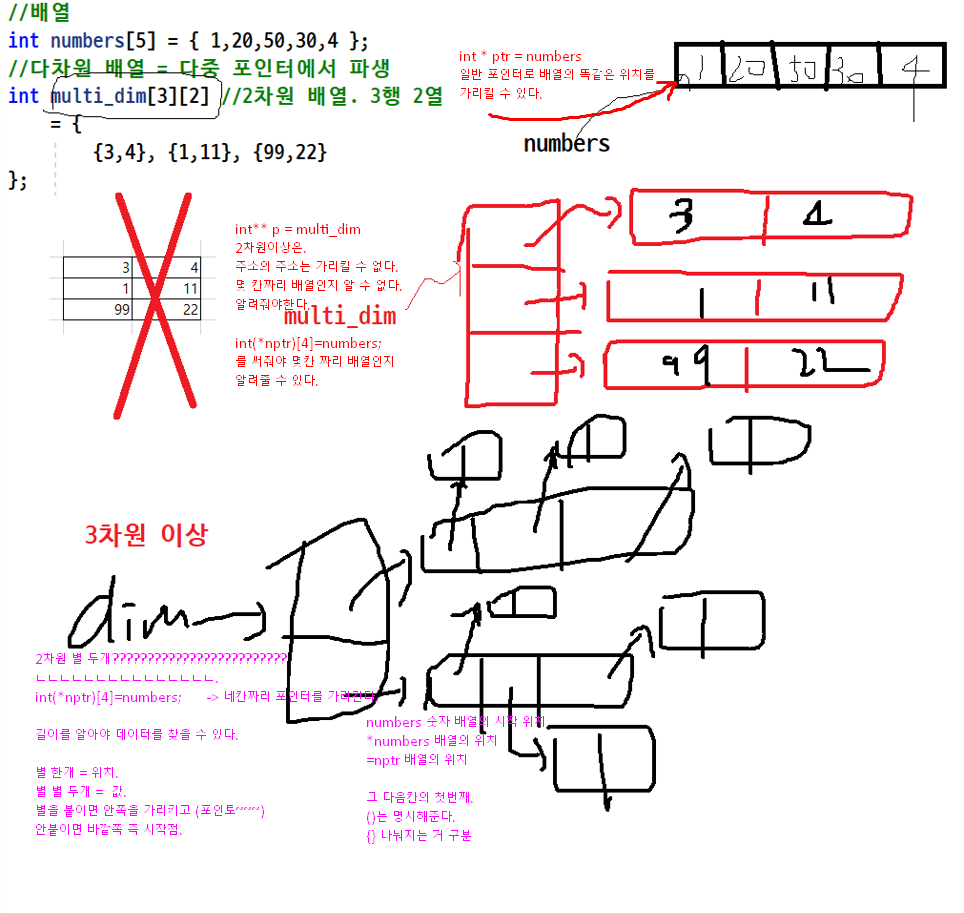 //배열
int numbers[5] = { 1,20,50,30,4 };
//다차원 배열 = 다중 포인터에서 파생
int multi_dim[3][2] //2차원 배열. 3행 2열
= {
{3,4}, {1,11}, {99,22}
};
int * ptr = numbers
일반 포인터로 배열의 똑같은 위치를
가리킬 수 있다.
1 20 50 30 4
numbers
3 4
1 11
99 22
int** p = multi_dim
2차원이상은.
주소의 주소는 가리킬 수 없다.
몇 칸짜리 배열인지 알 수 없다.
알려줘야한다
multi_dim
int(*nptr)[4]=numbers;
를 써줘야 몇칸 짜리 배열인지
알려줄 수 있다.
3 4
1 11
99 22
3차원 이상
dim
2차원 별 두개?????????????????????????
ㄴㄴㄴㄴㄴㄴㄴㄴㄴㄴㄴㄴㄴㄴㄴ.
int(*nptr)[4]=numbers; -> 네칸짜리 포인터를 가리킨다
길이를 알아야 데이터를 찾을 수 있다.
별 한개 = 위치.
별 별 두개 = 값.
별을 붙이면 안쪽을 가리키고 (포인토~~~)
안붙이면 바깥쪽 즉 시작점.
numbers 숫자 배열의 시작 위치
*numbers 배열의 위치
=nptr 배열의 위치
그 다음칸의 첫번째.
()는 명시해준다.
{} 나눠지는 거 구분